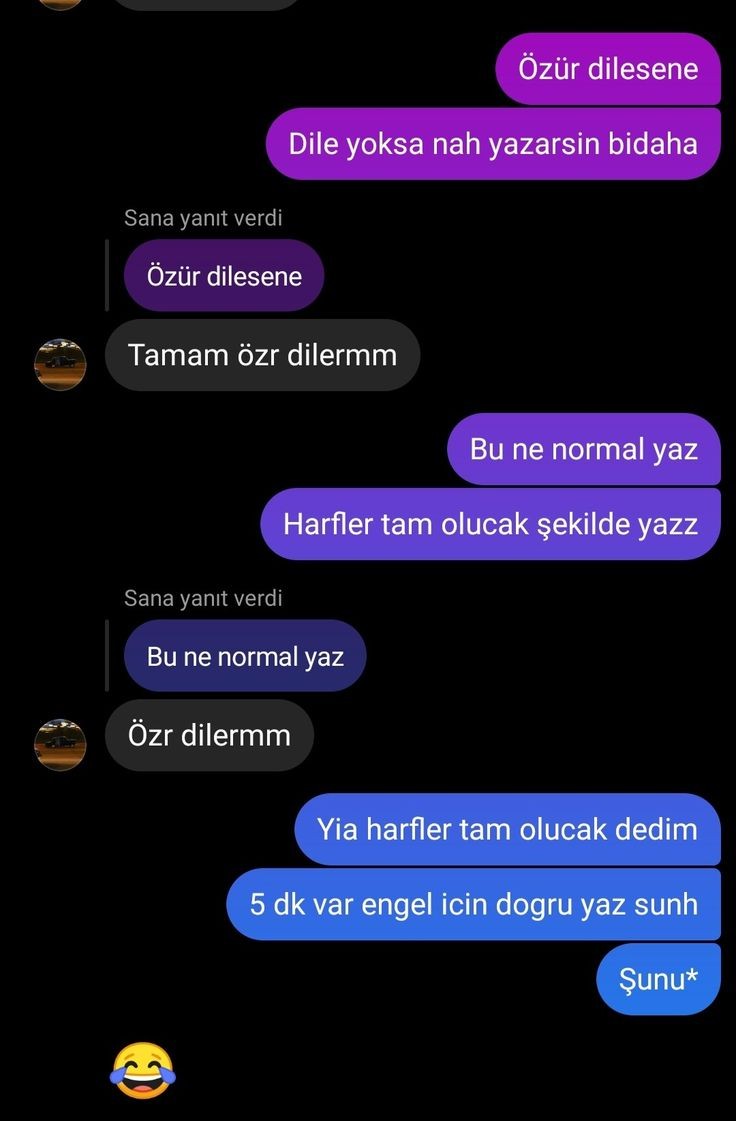 Özür dilesene
Dile yoksa nah yazarsin bidaha
Sana yanıt verdi
Özür dilesene
Tamam özr dilermm
Bu ne normal yaz
Harfler tam olucak şekilde yazz
Sana yanıt verdi
Bu ne normal yaz
Özr dilermm
Yia harfler tam olucak dedim
5 dk var engel icin dogru yaz sunh
Şunu*
😂